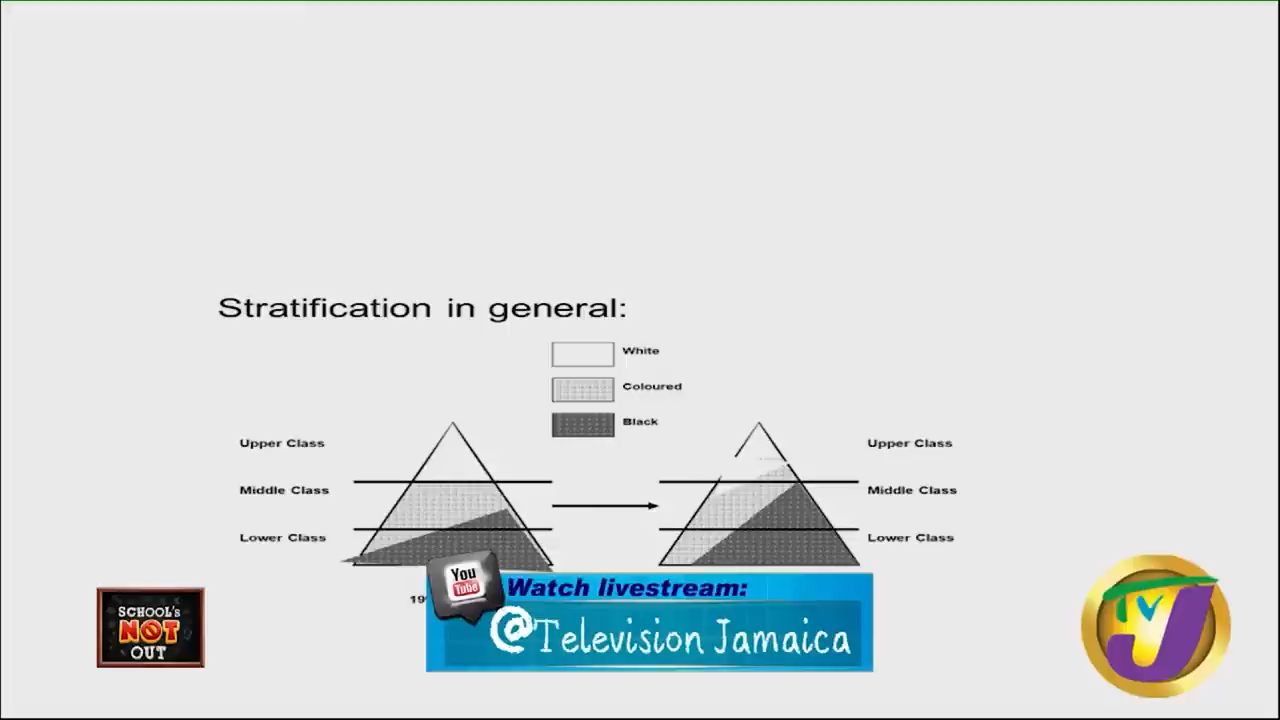 Stratification in general:
White
Coloured
Black
Upper Class
Upper Class
Middle Class
Middle Class
Lower Class
Lower Class
You
Tube
Watch livestream:
@Television Jamaica
SCHOOL'S
NOT
OUT
TVJ